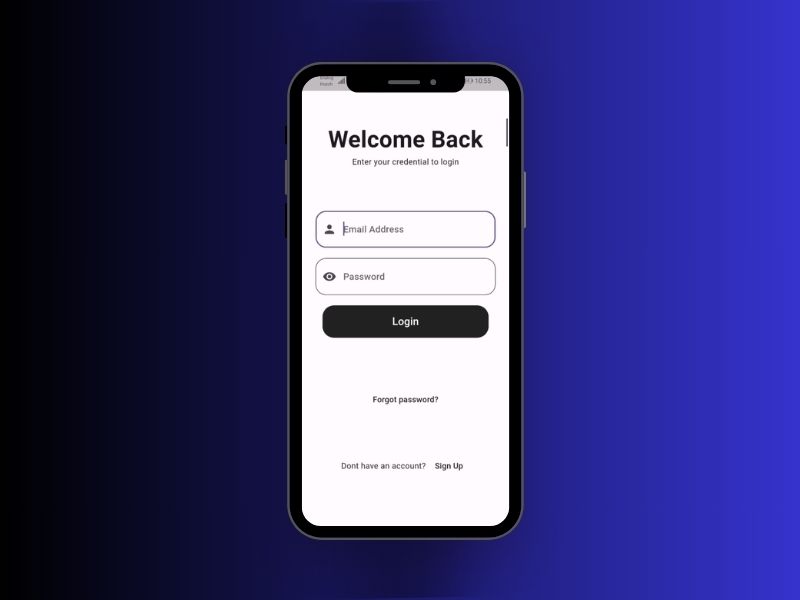 10:55
Welcome Back
Enter your credential to login
Email Address
Password
Login
Forgot password?
Dont have an account? Sign Up